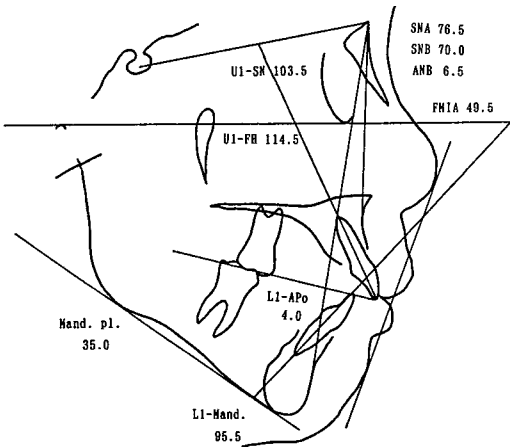 SNA 76.5
SNB 70.0
ANB 6.5
U1-SN 103.5
FMIA 49.5
U1-FH 114.5
L1-APo
4.0
Mand. pl.
35.0
L1-Mand.
95.5